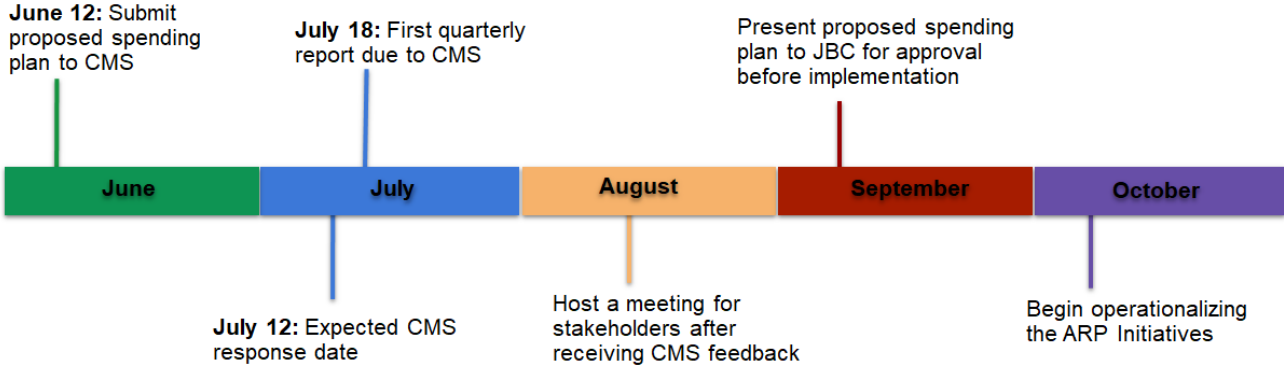 June 12: Submit
proposed spending
plan to CMS
July 18: First quarterly
report due to CMS
Present proposed spending
plan to JBC for approval
before implementation
June
July
August
September
October
July 12: Expected CMS
response date
Host a meeting for
stakeholders after
receiving CMS feedback
Begin operationalizing
the ARP Initiatives